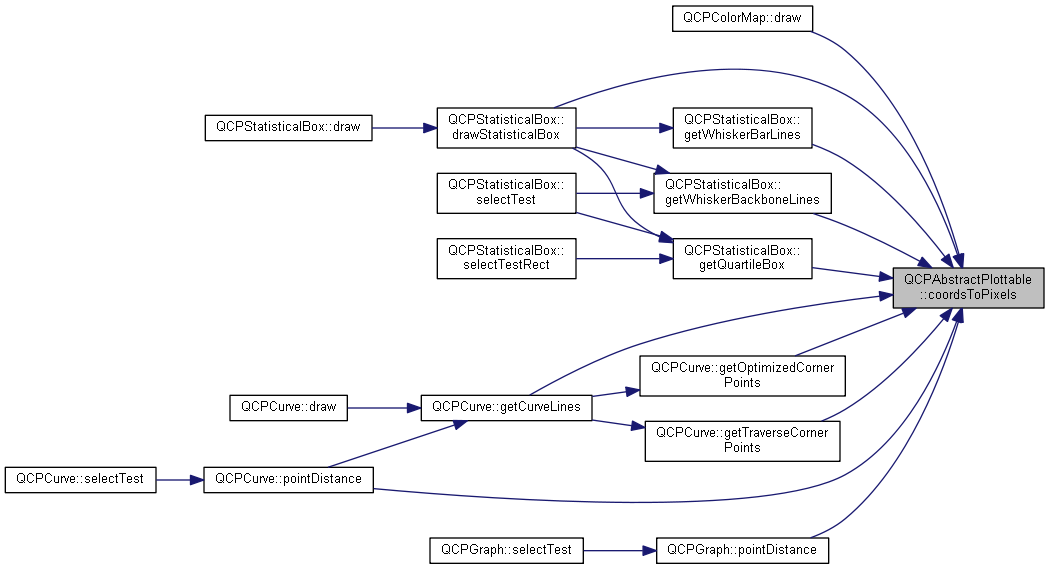 QCPColorMap::draw
QCPStatisticalBox::draw
QCPStatisticalBox::
drawStatisticalBox
QCPStatisticalBox::
getWhiskerBarLines
QCPStatisticalBox::
selectTest
QCPStatisticalBox::
getWhiskerBackboneLines
QCPStatisticalBox::
selectTestRect
QCPStatisticalBox::
getQuartileBox
QCPAbstractPlottable
::coordsToPixels
QCPCurve::getOptimizedCorner
Points
QCPCurve::draw
QCPCurve::getCurveLines
QCPCurve::getTraverseCorner
Points
QCPCurve::selectTest
QCPCurve::pointDistance
QCPGraph::selectTest
QCPGraph::pointDistance